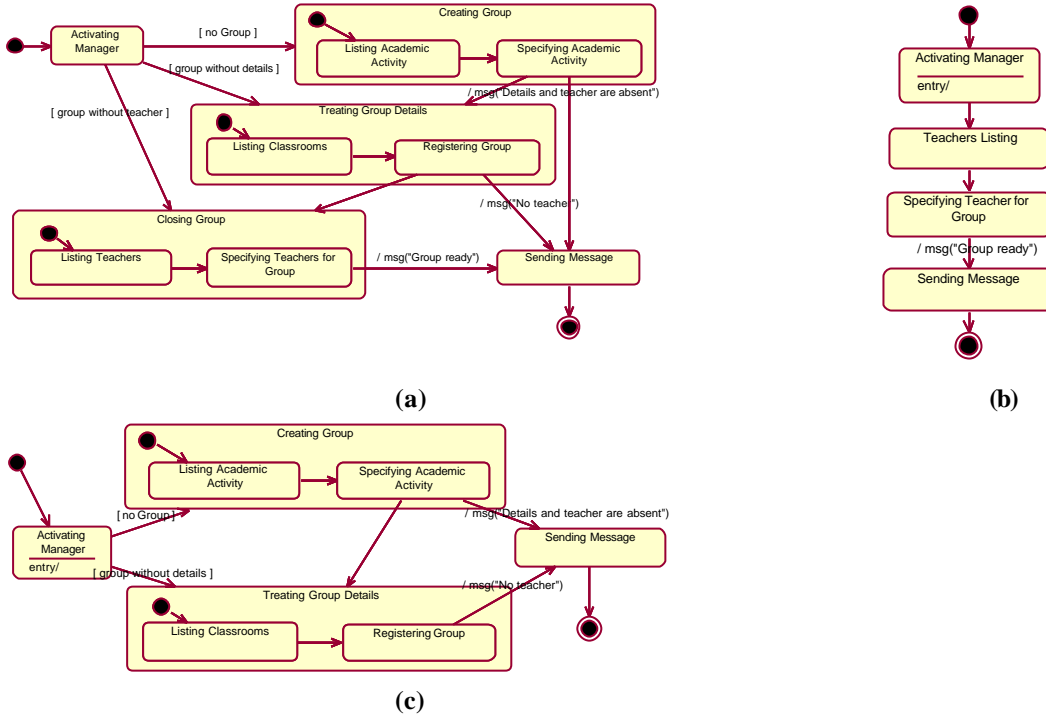 Creating Group
Activating
Manager
[ no Group ]
Listing Academic
Activity
Specifying Academic
Activity
[ group without details ]
/ msg("Details and teacher are absent")
[ group without teacher ]
Treating Group Details
Listing Classrooms
Registering Group
/ msg("No teacher")
Closing Group
Listing Teachers
Specifying Teachers for
Group
/ msg("Group ready")
Sending Message
(a)
Activating Manager
entry/
Teachers Listing
Specifying Teacher for
Group
/ msg("Group ready")
Sending Message
(b)
Creating Group
Listing Academic
Activity
Specifying Academic
Activity
[ no Group ]
/ msg("Details and teacher are absent")
Activating
Manager
entry/
Sending Message
[ group without details ]
/ msg("No teacher")
Treating Group Details
Listing Classrooms
Registering Group
(c)